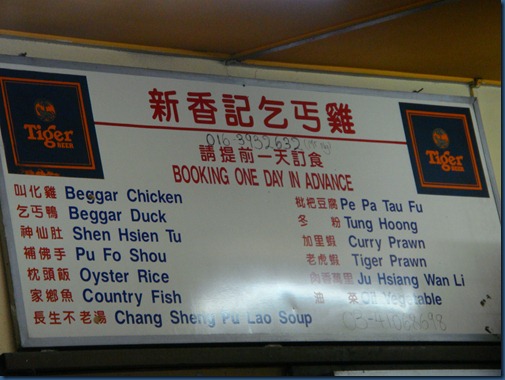 新香記乞丐雞
Tiger
BEER
Tiger
BEER
請提前一天訂食
BOOKING ONE DAY IN ADVANCE
叫化雞 Beggar Chicken
乞丐鴨 Beggar Duck
神仙肚 Shen Hsien Tu
補佛手 Pu Fo Shou
枕頭飯 Oyster Rice
家鄉魚 Country Fish
長生不老湯 Chang Sheng Pu Lao Soup
枇杷豆腐 Pe Pa Tau Fu
冬粉 Tung Hoong
加里蝦 Curry Prawn
老虎蝦 Tiger Prawn
Ju Hsiang Wan Li
油菜 Oil Vegetable